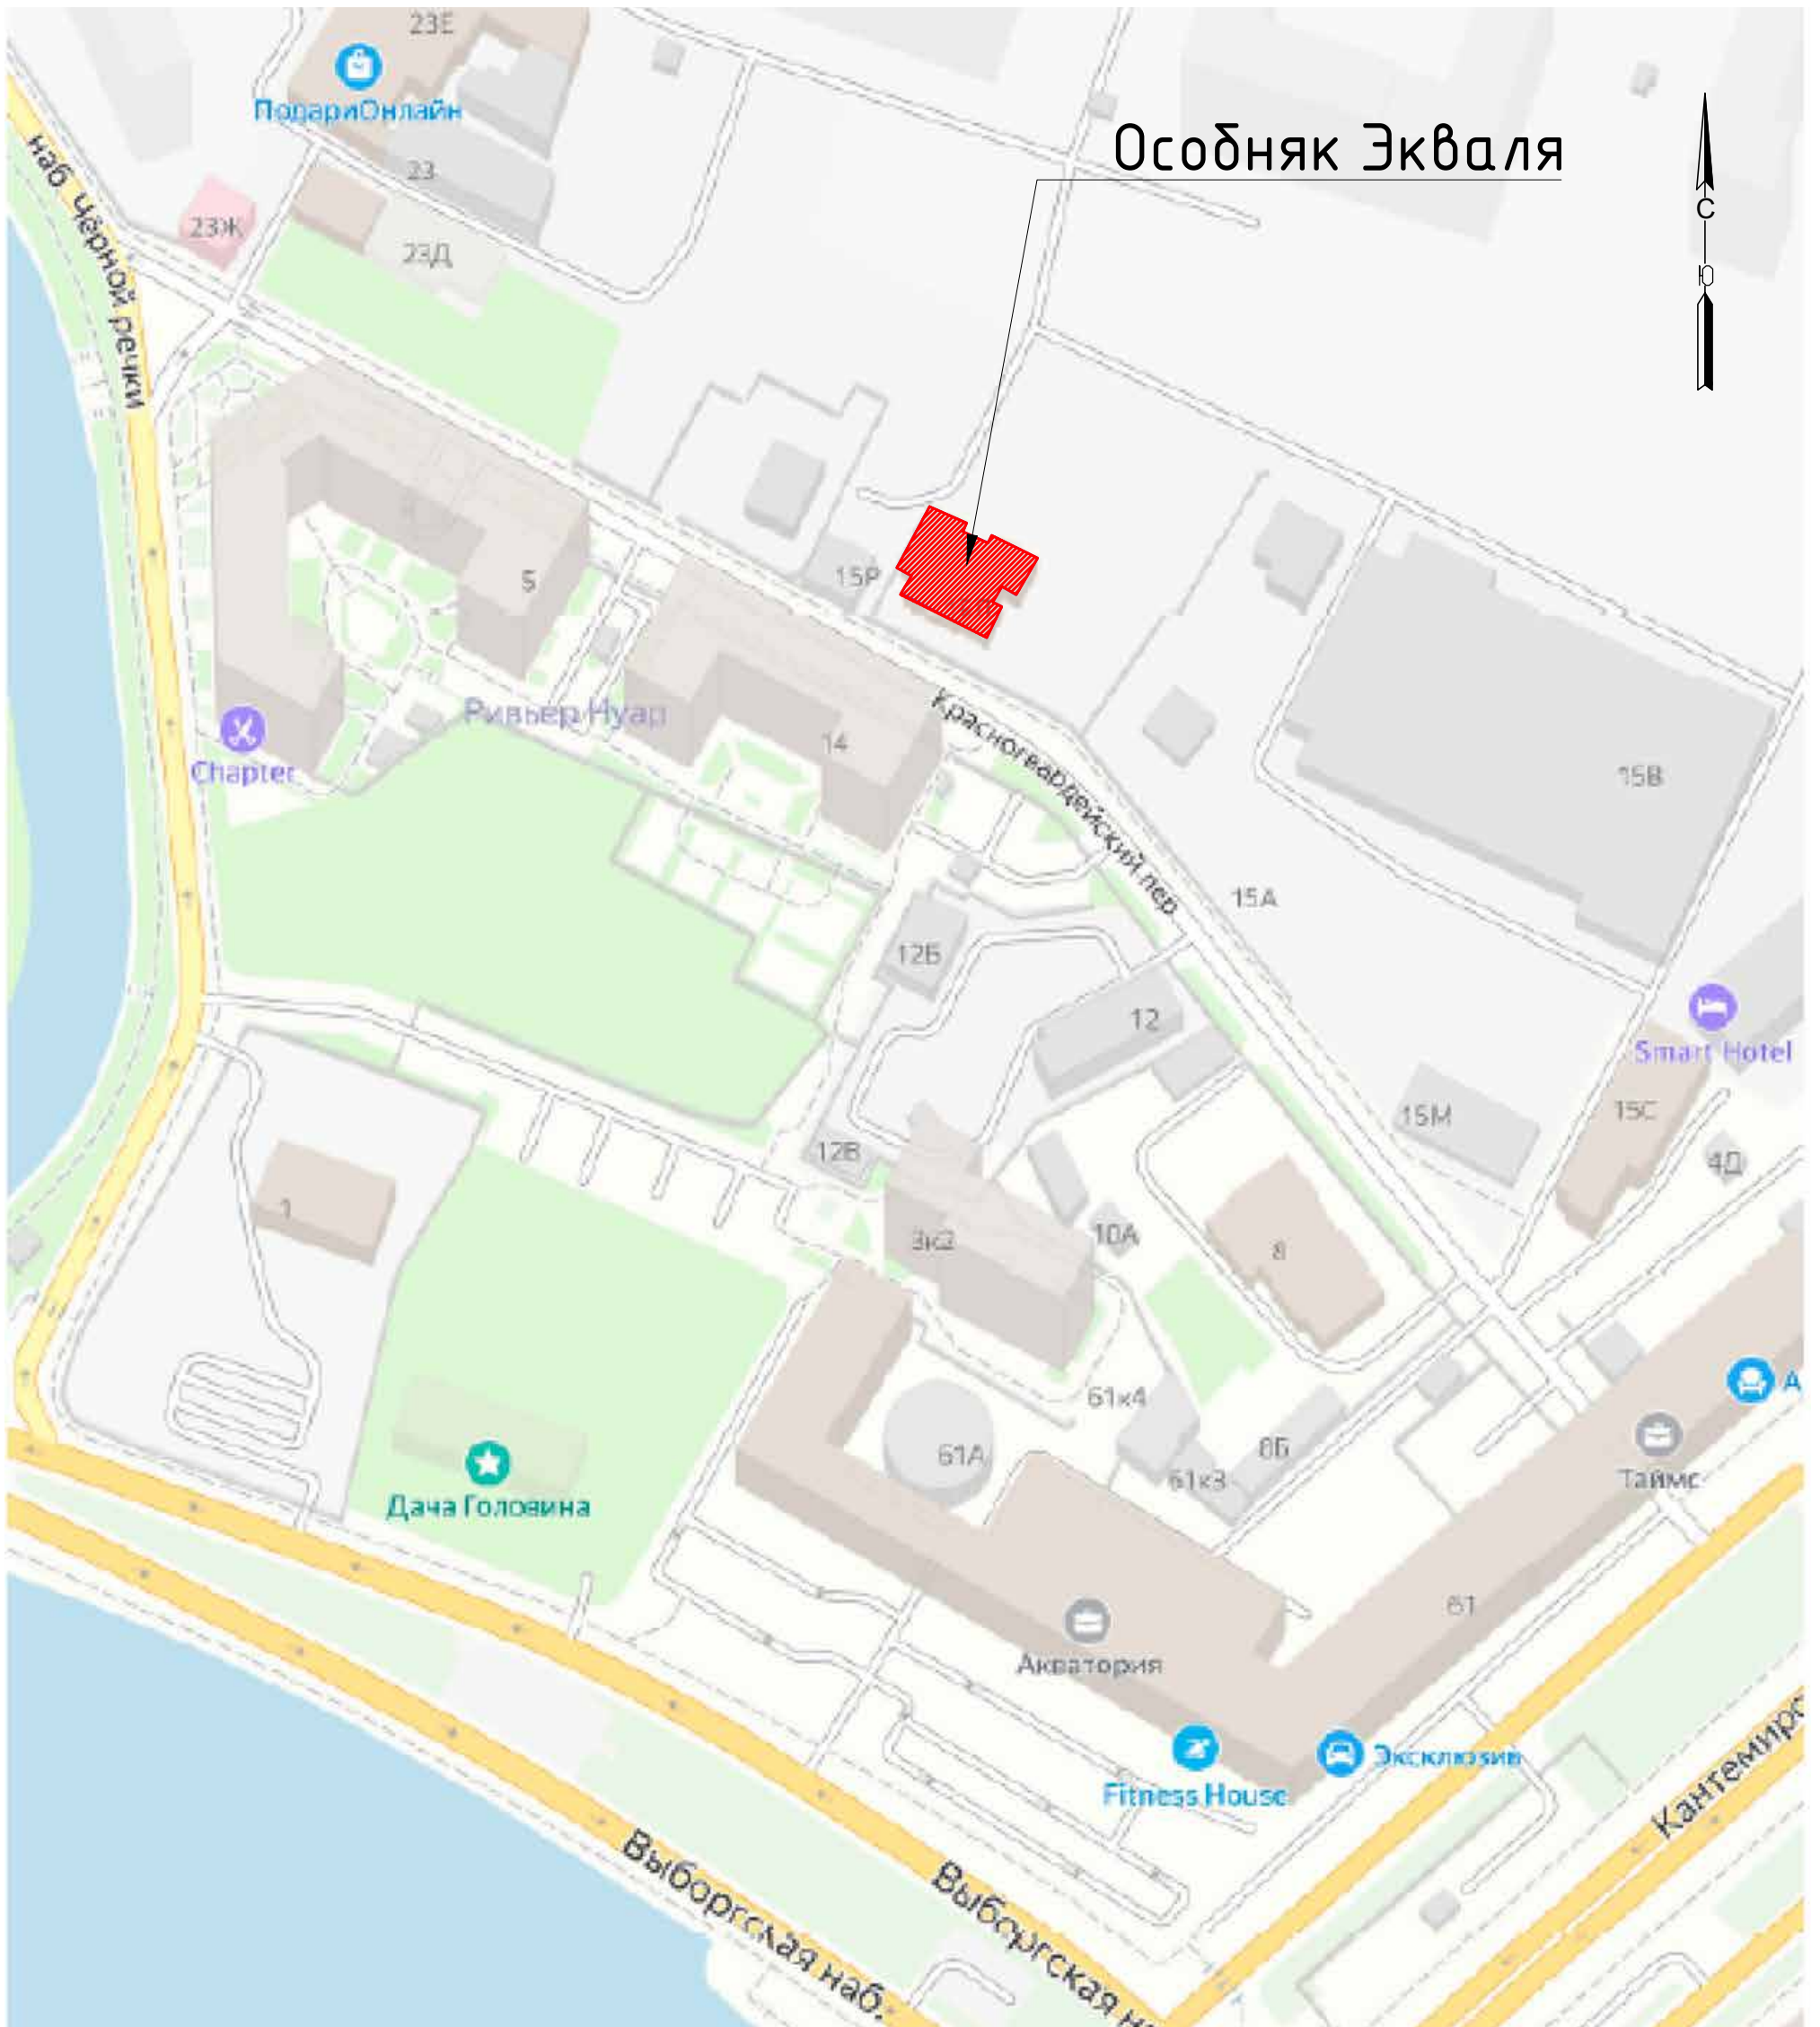 23Е
ПодариОнлайн
Особняк Экваля
наб Чёрной речки
23
23Ж
23Д
С
Ю
15Р
5
Ривьер Нуар
14
Chapter
Красногвардейский пер
15В
15А
12Б
12
Smart Hotel
15М
15С
12В
4Д
1
3к2
10А
8
61к4
А
61А
8Б
61к3
Таймс
Дача Головина
61
Акватория
Эксклюзив
Fitness House
Кантемиро
Выборгская наб.
Выборгская н